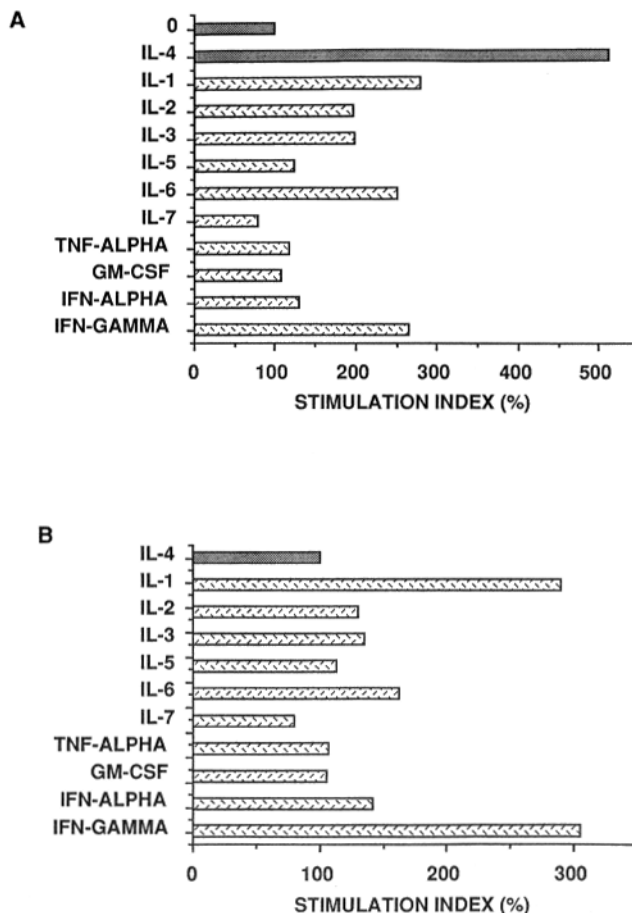 A
0
IL-4
IL-1
IL-2
IL-3
IL-5
IL-6
IL-7
TNF-ALPHA
GM-CSF
IFN-ALPHA
IFN-GAMMA
0 100 200 300 400 500
STIMULATION INDEX (%)
B
IL-4
IL-1
IL-2
IL-3
IL-5
IL-6
IL-7
TNF-ALPHA
GM-CSF
IFN-ALPHA
IFN-GAMMA
0 100 200 300
STIMULATION INDEX (%)